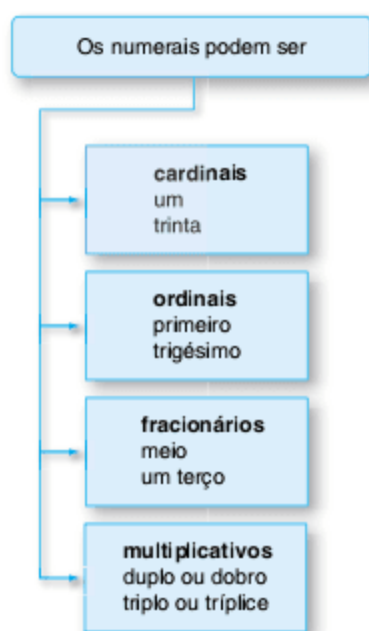 Os numerais podem ser
cardinais
um
trinta
ordinais
primeiro
trigésimo
fracionários
meio
um terço
multiplicativos
duplo ou dobro
triplo ou tríplice